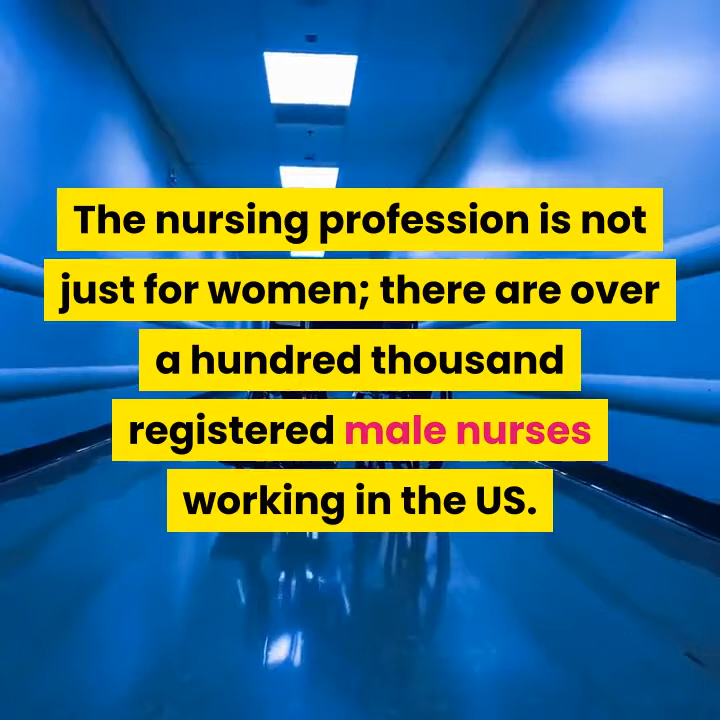 The nursing profession is not
just for women; there are over
a hundred thousand
registered male nurses
working in the US.